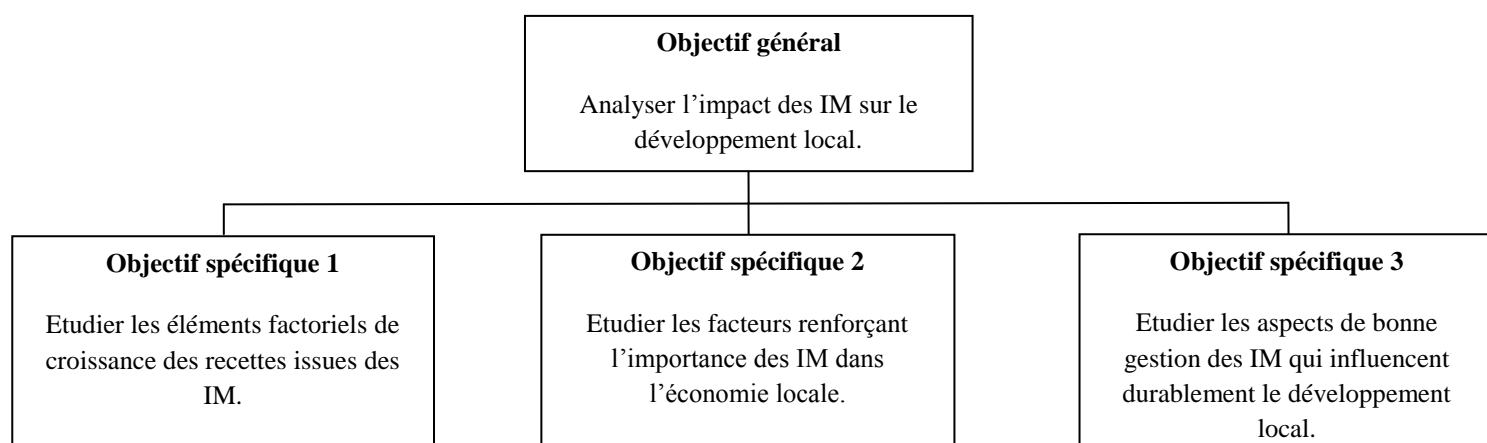 Objectif général
Analyser l’impact des IM sur le
développement local.
Objectif spécifique 1
Etudier les éléments factoriels de
croissance des recettes issues des
IM.
Objectif spécifique 2
Etudier les facteurs renforçant
l’importance des IM dans
l’économie locale.
Objectif spécifique 3
Etudier les aspects de bonne
gestion des IM qui influencent
durablement le développement
local.